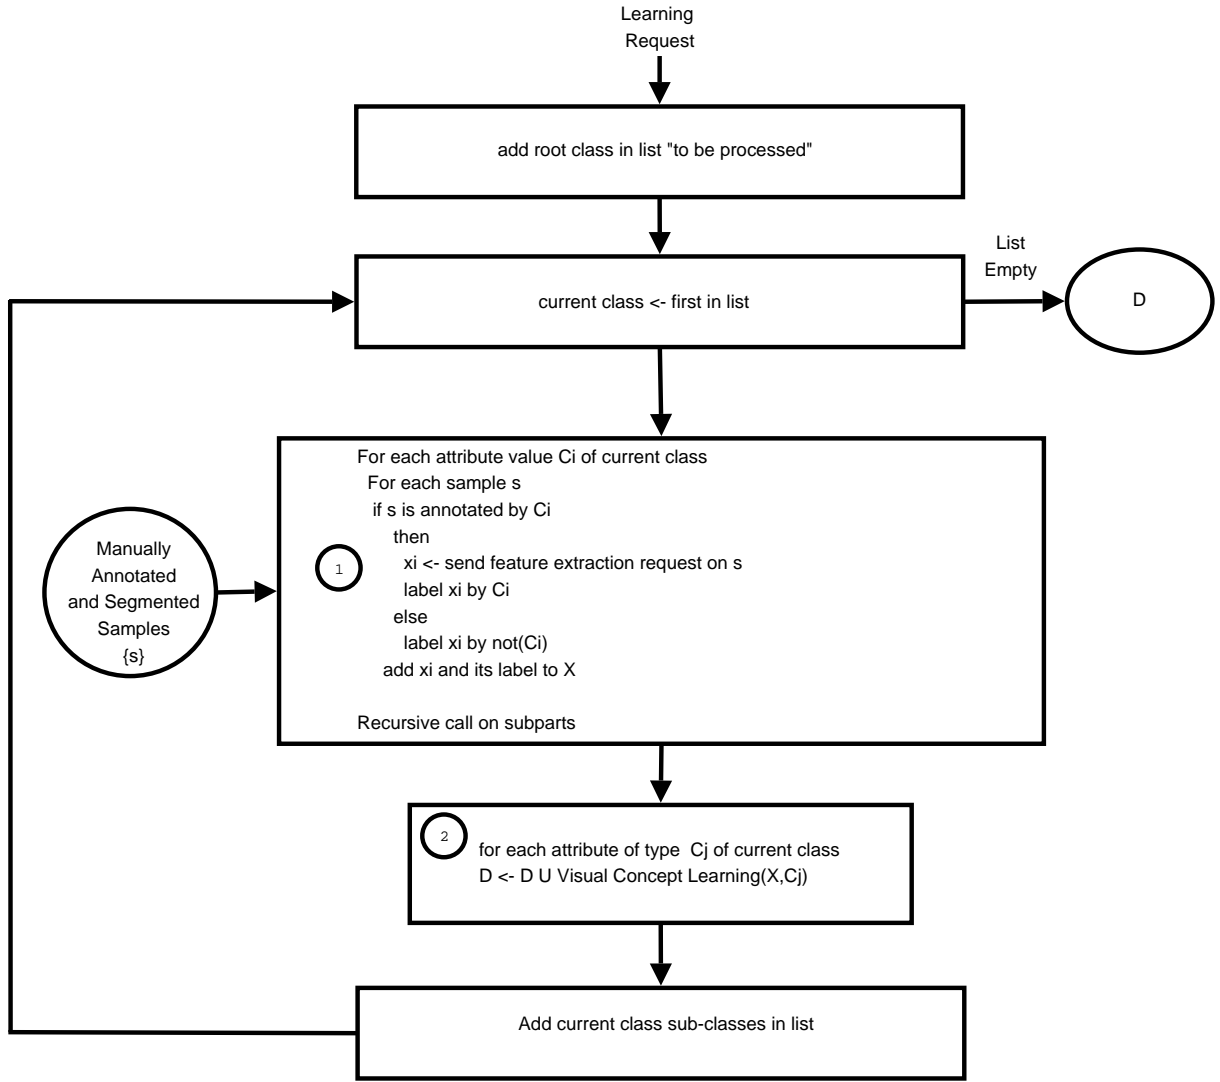 Learning
Request
add root class in list "to be processed"
List
Empty
current class <- first in list
D
For each attribute value Ci of current class
For each sample s
if s is annotated by Ci
then
xi <- send feature extraction request on s
label xi by Ci
else
label xi by not(Ci)
add xi and its label to X
Recursive call on subparts
1
Manually
Annotated
and Segmented
Samples
{s}
2
for each attribute of type Cj of current class
D <- D U Visual Concept Learning(X,Cj)
Add current class sub-classes in list